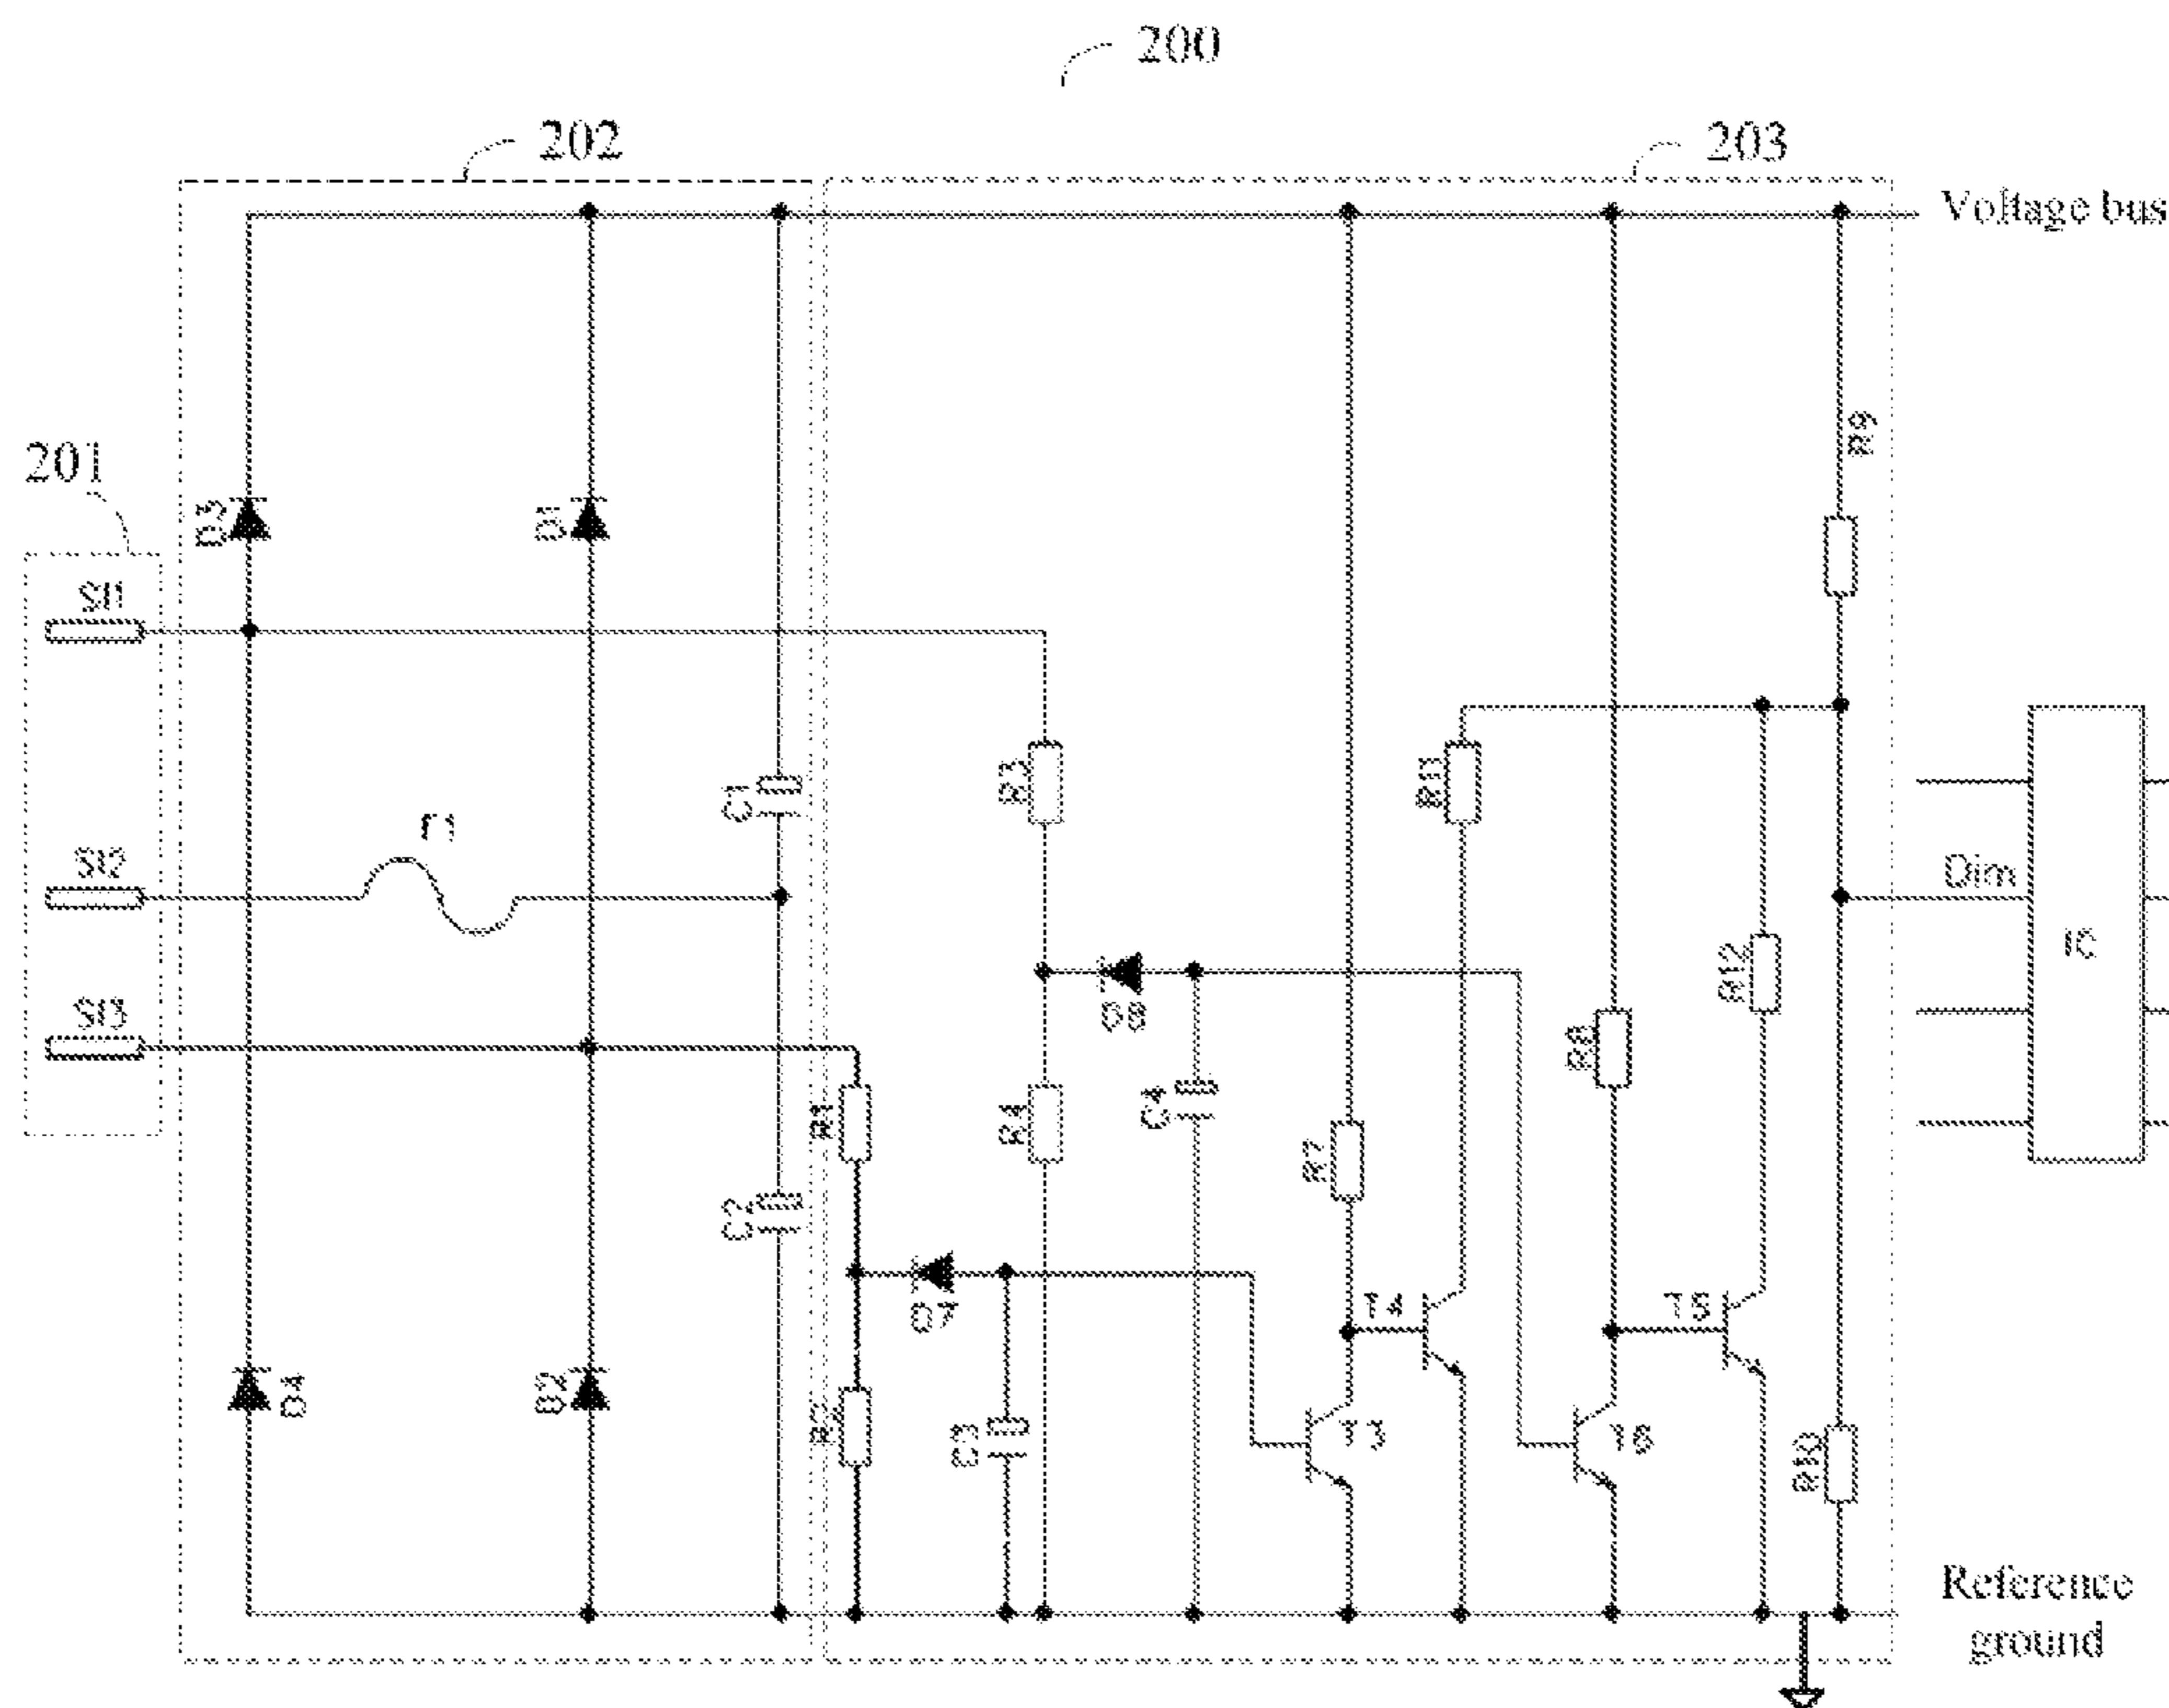 200
202
203
Voltage bus
R9
201
D3
D1
SI1
R3
R11
C1
r1
SI2
Dim
IC
R12
SI3
D8
R8
R1
R4
C4
R7
C2
D7
T4
T5
D4
D2
R2
C3
T3
T6
R10
Reference
ground